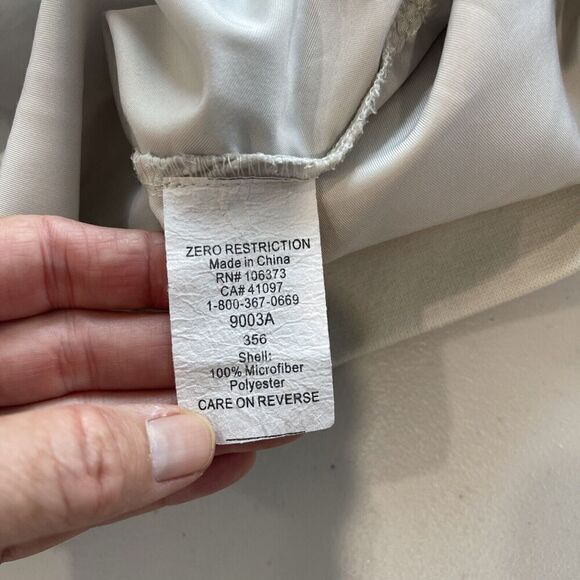 ZERO RESTRICTION
Made in China
RN# 106373
CA# 41097
1-800-367-0669
9003A
356
Shell:
100% Microfiber
Polyester
CARE ON REVERSE